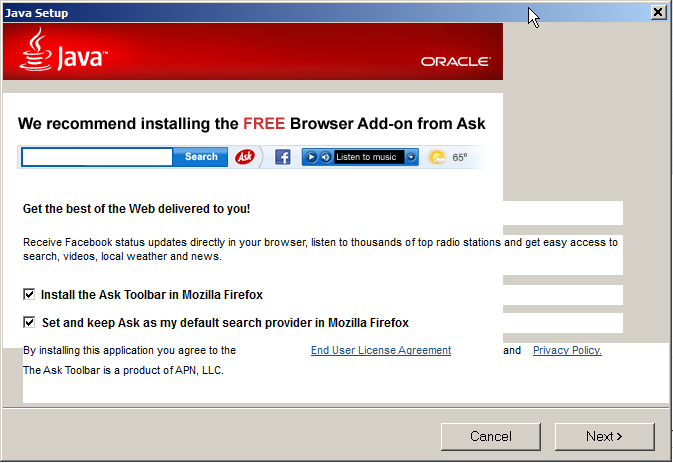 Java Setup
Java™
ORACLE
We recommend installing the FREE Browser Add-on from Ask
Search Ask Listen to music 65°
Get the best of the Web delivered to you!
Receive Facebook status updates directly in your browser, listen to thousands of top radio stations and get easy access to
search, videos, local weather and news.
Install the Ask Toolbar in Mozilla Firefox
Set and keep Ask as my default search provider in Mozilla Firefox
By installing this application you agree to the End User License Agreement and Privacy Policy.
The Ask Toolbar is a product of APN, LLC.
Cancel Next >